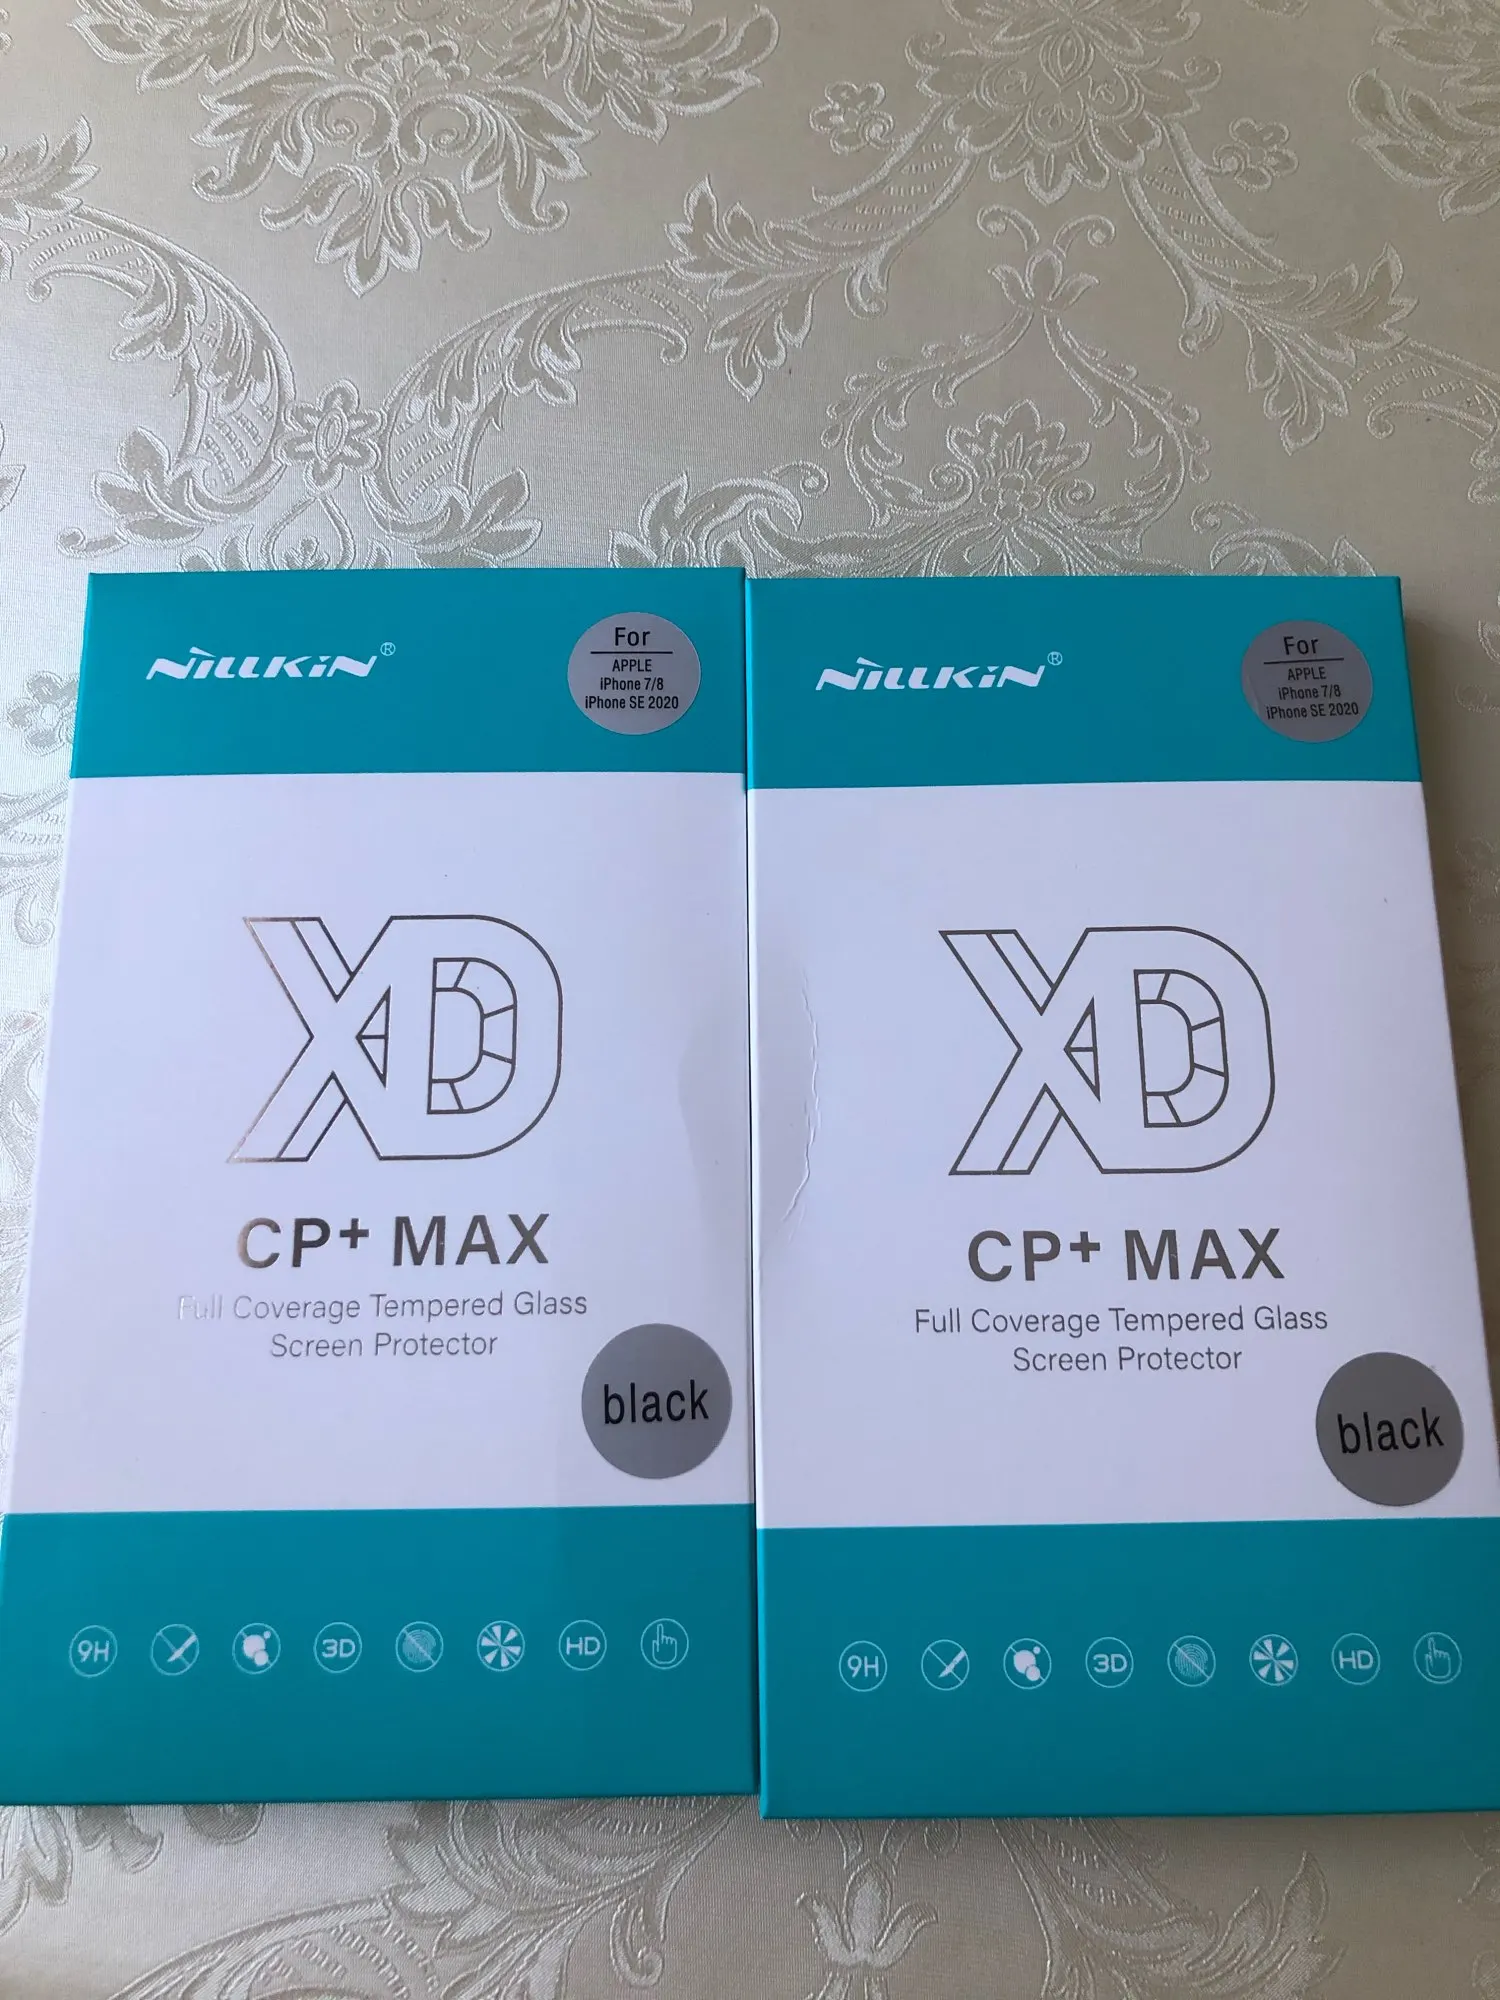 NiLLKiN®
For
APPLE
iPhone 7/8
iPhone SE 2020
XD
CP+ MAX
Full Coverage Tempered Glass
Screen Protector
black
9H
3D
HD
NiLLKiN®
For
APPLE
iPhone 7/8
iPhone SE 2020
XD
CP+ MAX
Full Coverage Tempered Glass
Screen Protector
black
9H
3D
HD